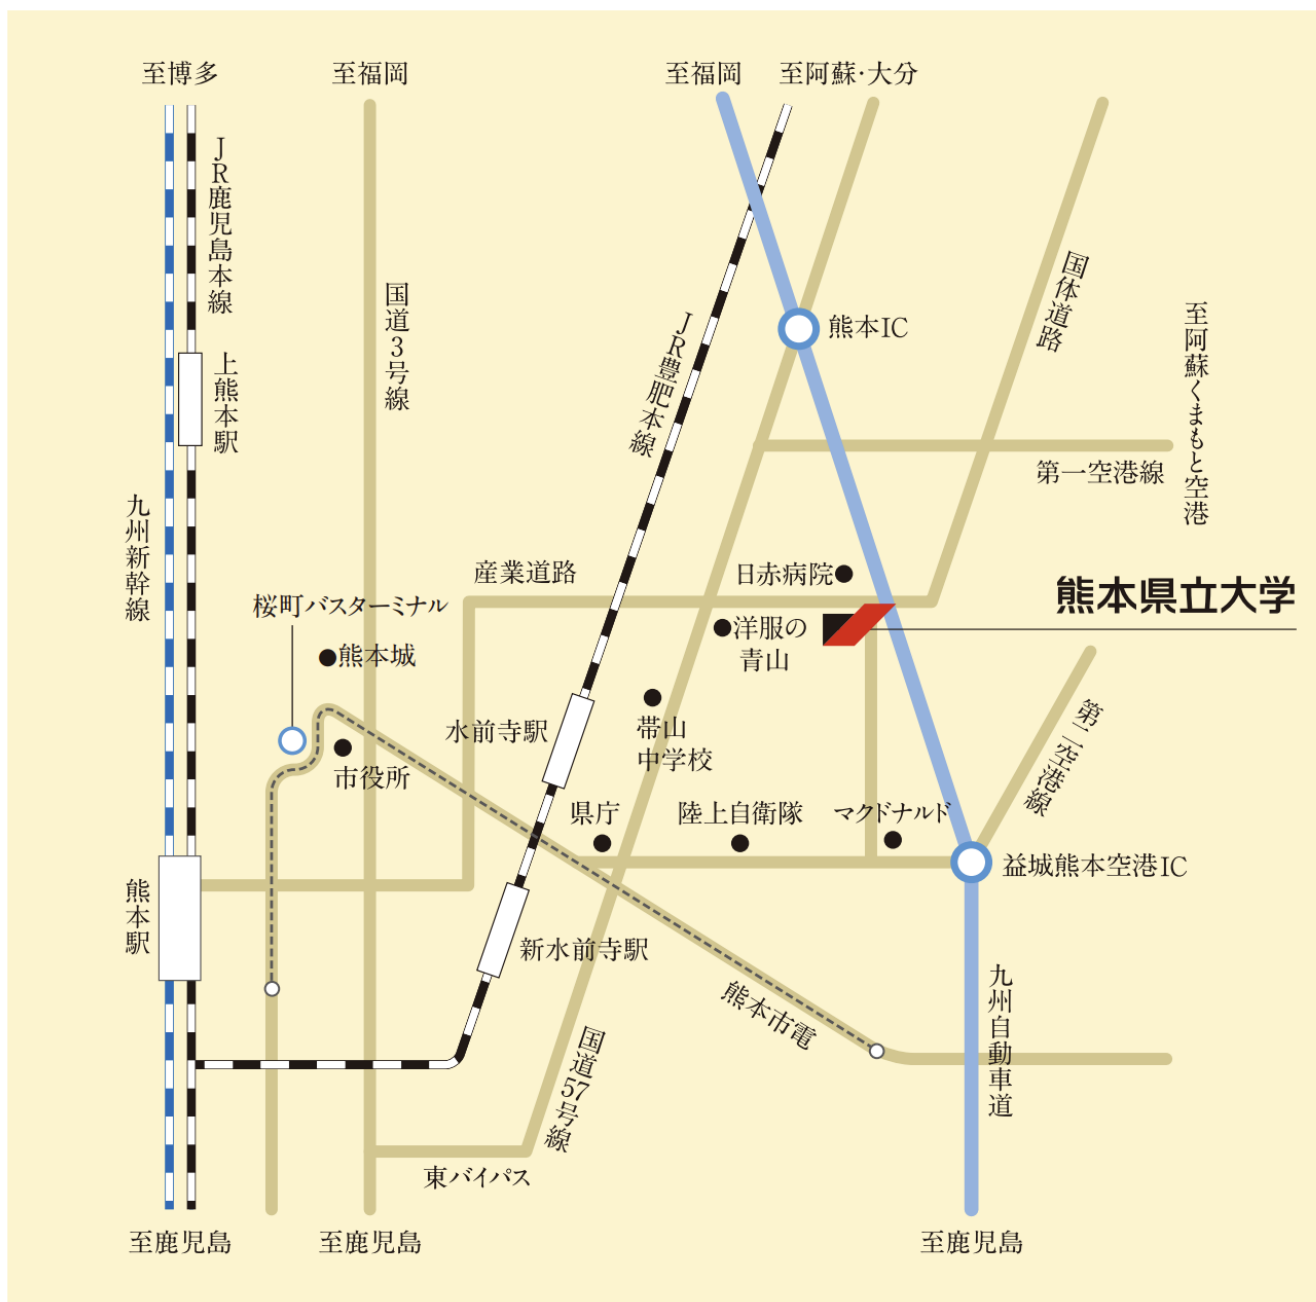 至博多
至福岡
至福岡
至阿蘇・大分
JR鹿児島本線
国道3号線
JR豊肥本線
熊本IC
国体道路
至阿蘇くまもと空港
上熊本駅
第一空港線
九州新幹線
産業道路
日赤病院
熊本県立大学
桜町バスターミナル
熊本城
洋服の
青山
水前寺駅
帯山
中学校
第二空港線
市役所
県庁
陸上自衛隊
マクドナルド
益城熊本空港IC
熊本駅
新水前寺駅
熊本市電
九州自動車道
国道57号線
東バイパス
至鹿児島
至鹿児島
至鹿児島